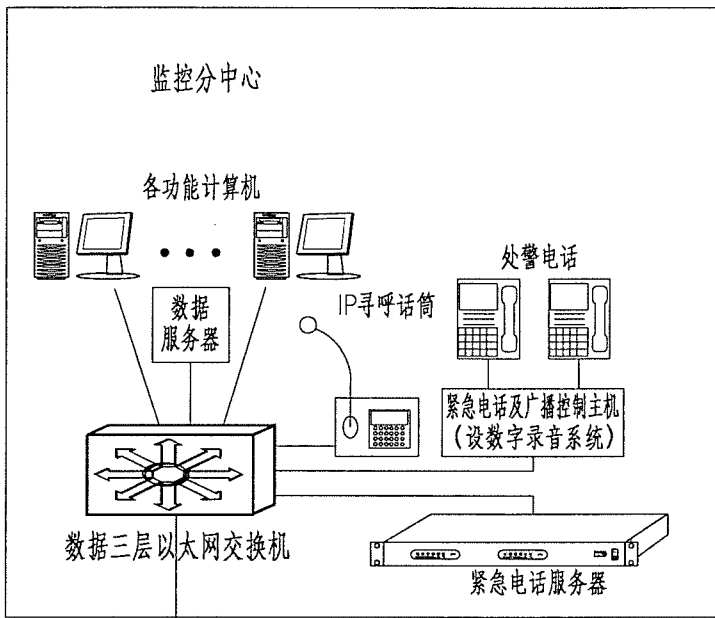 监控分中心
各功能计算机
处警电话
数据
服务器
IP寻呼话筒
紧急电话及广播控制主机
(设数字录音系统)
数据三层以太网交换机
紧急电话服务器